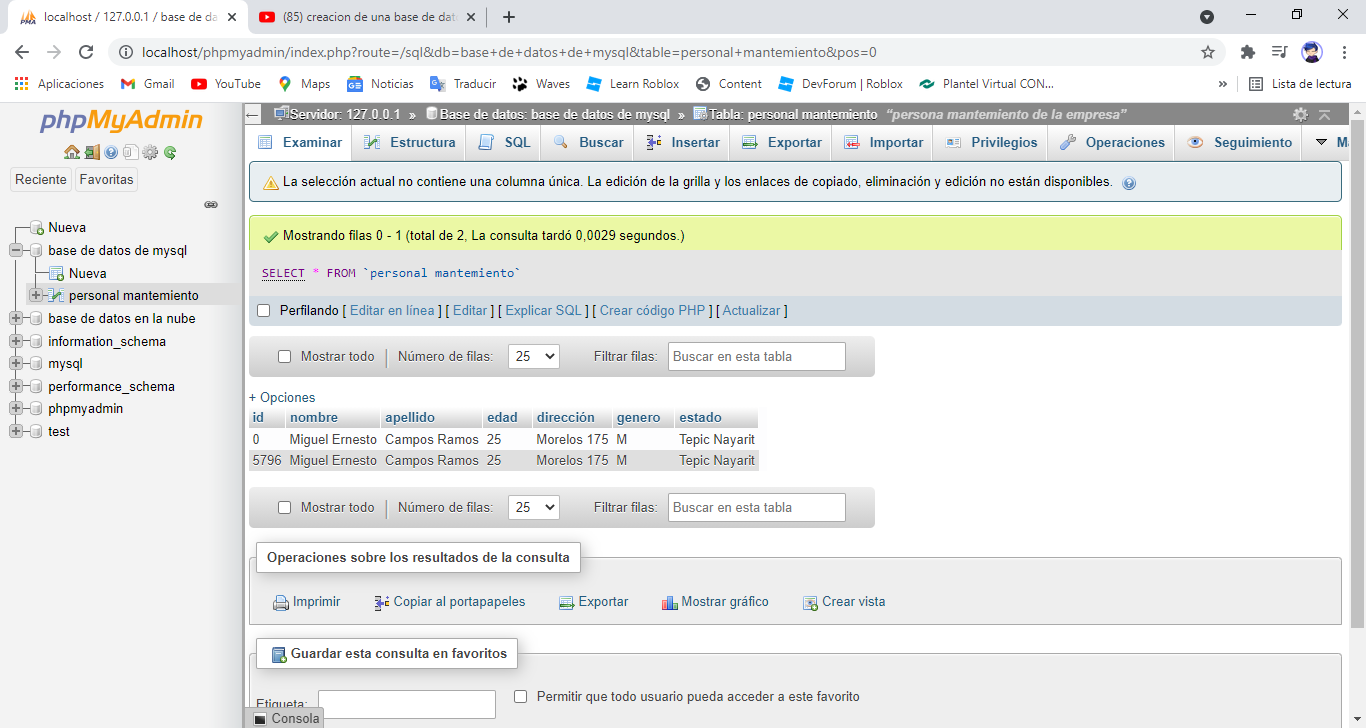 localhost / 127.0.0.1 / base de da
(85) creacion de una base de dat
localhost/phpmyadmin/index.php?route=/sql&db=base+de+datos+de+mysql&table=personal+mantemiento&pos=0
Aplicaciones Gmail YouTube Maps Noticias Traducir Waves Learn Roblox Content DevForum | Roblox Plantel Virtual CON... » Lista de lectura
phpMyAdmin
Reciente Favoritas
Nueva
base de datos de mysql
Nueva
personal mantemiento
base de datos en la nube
information_schema
mysql
performance_schema
phpmyadmin
test
Servidor: 127.0.0.1 » Base de datos: base de datos de mysql » Tabla: personal mantemiento "persona mantemiento de la empresa"
Examinar Estructura SQL Buscar Insertar Exportar Importar Privilegios Operaciones Seguimiento M
La selección actual no contiene una columna única. La edición de la grilla y los enlaces de copiado, eliminación y edición no están disponibles.
Mostrando filas 0 - 1 (total de 2, La consulta tardó 0,0029 segundos.)
SELECT * FROM `personal mantemiento`
Perfilando [ Editar en línea ] [ Editar ] [ Explicar SQL ] [ Crear código PHP ] [ Actualizar ]
Mostrar todo | Número de filas: 25 Filtrar filas: Buscar en esta tabla
+ Opciones
id nombre apellido edad dirección genero estado
0 Miguel Ernesto Campos Ramos 25 Morelos 175 M Tepic Nayarit
5796 Miguel Ernesto Campos Ramos 25 Morelos 175 M Tepic Nayarit
Mostrar todo | Número de filas: 25 Filtrar filas: Buscar en esta tabla
Operaciones sobre los resultados de la consulta
Imprimir Copiar al portapapeles Exportar Mostrar gráfico Crear vista
Guardar esta consulta en favoritos
Etiqueta: Permitir que todo usuario pueda acceder a este favorito
Consola